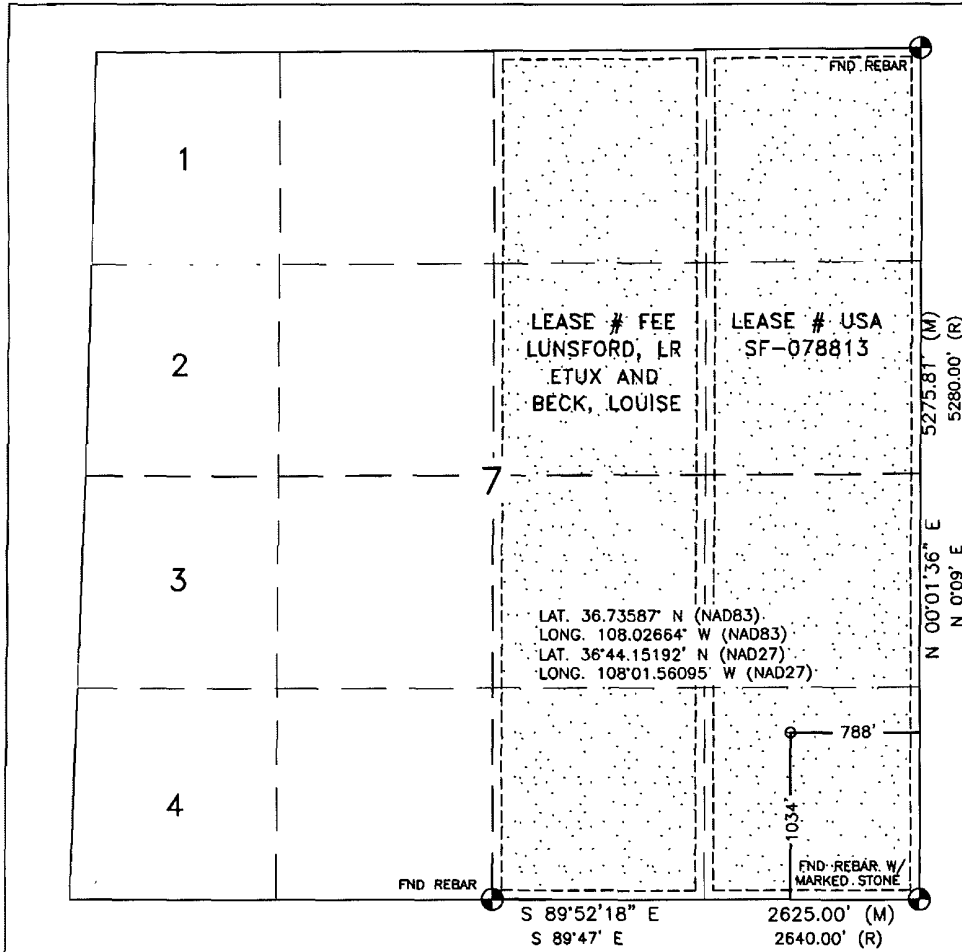 FND REBAR
1
2
LEASE # FEE
LUNSFORD, LR
ETUX AND
BECK, LOUISE
LEASE # USA
SF-078813
5275.81' (M)
5280.00' (R)
7
3
N 00°01'36" E
N 0°09' E
LAT. 36.73587° N (NAD83)
LONG. 108.02664° W (NAD83)
LAT. 36°44.15192' N (NAD27)
LONG. 108°01.56095' W (NAD27)
788'
1034'
4
FND REBAR W/
MARKED STONE
FND REBAR
S 89°52'18" E
2625.00' (M)
S 89°47' E
2640.00' (R)